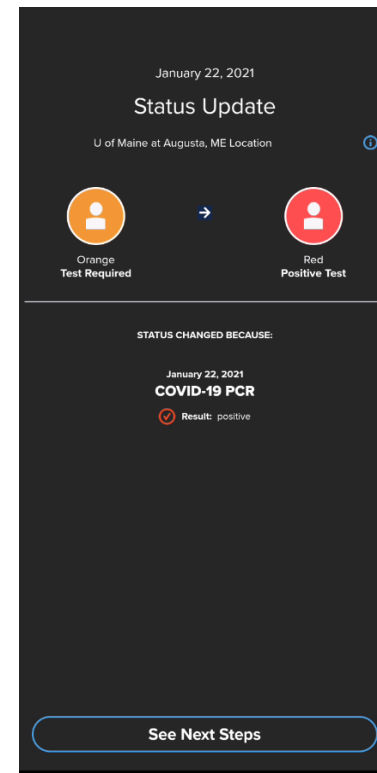 January 22, 2021
Status Update
U of Maine at Augusta, ME Location
Orange
Test Required
Red
Positive Test
STATUS CHANGED BECAUSE:
January 22, 2021
COVID-19 PCR
Result: positive
See Next Steps